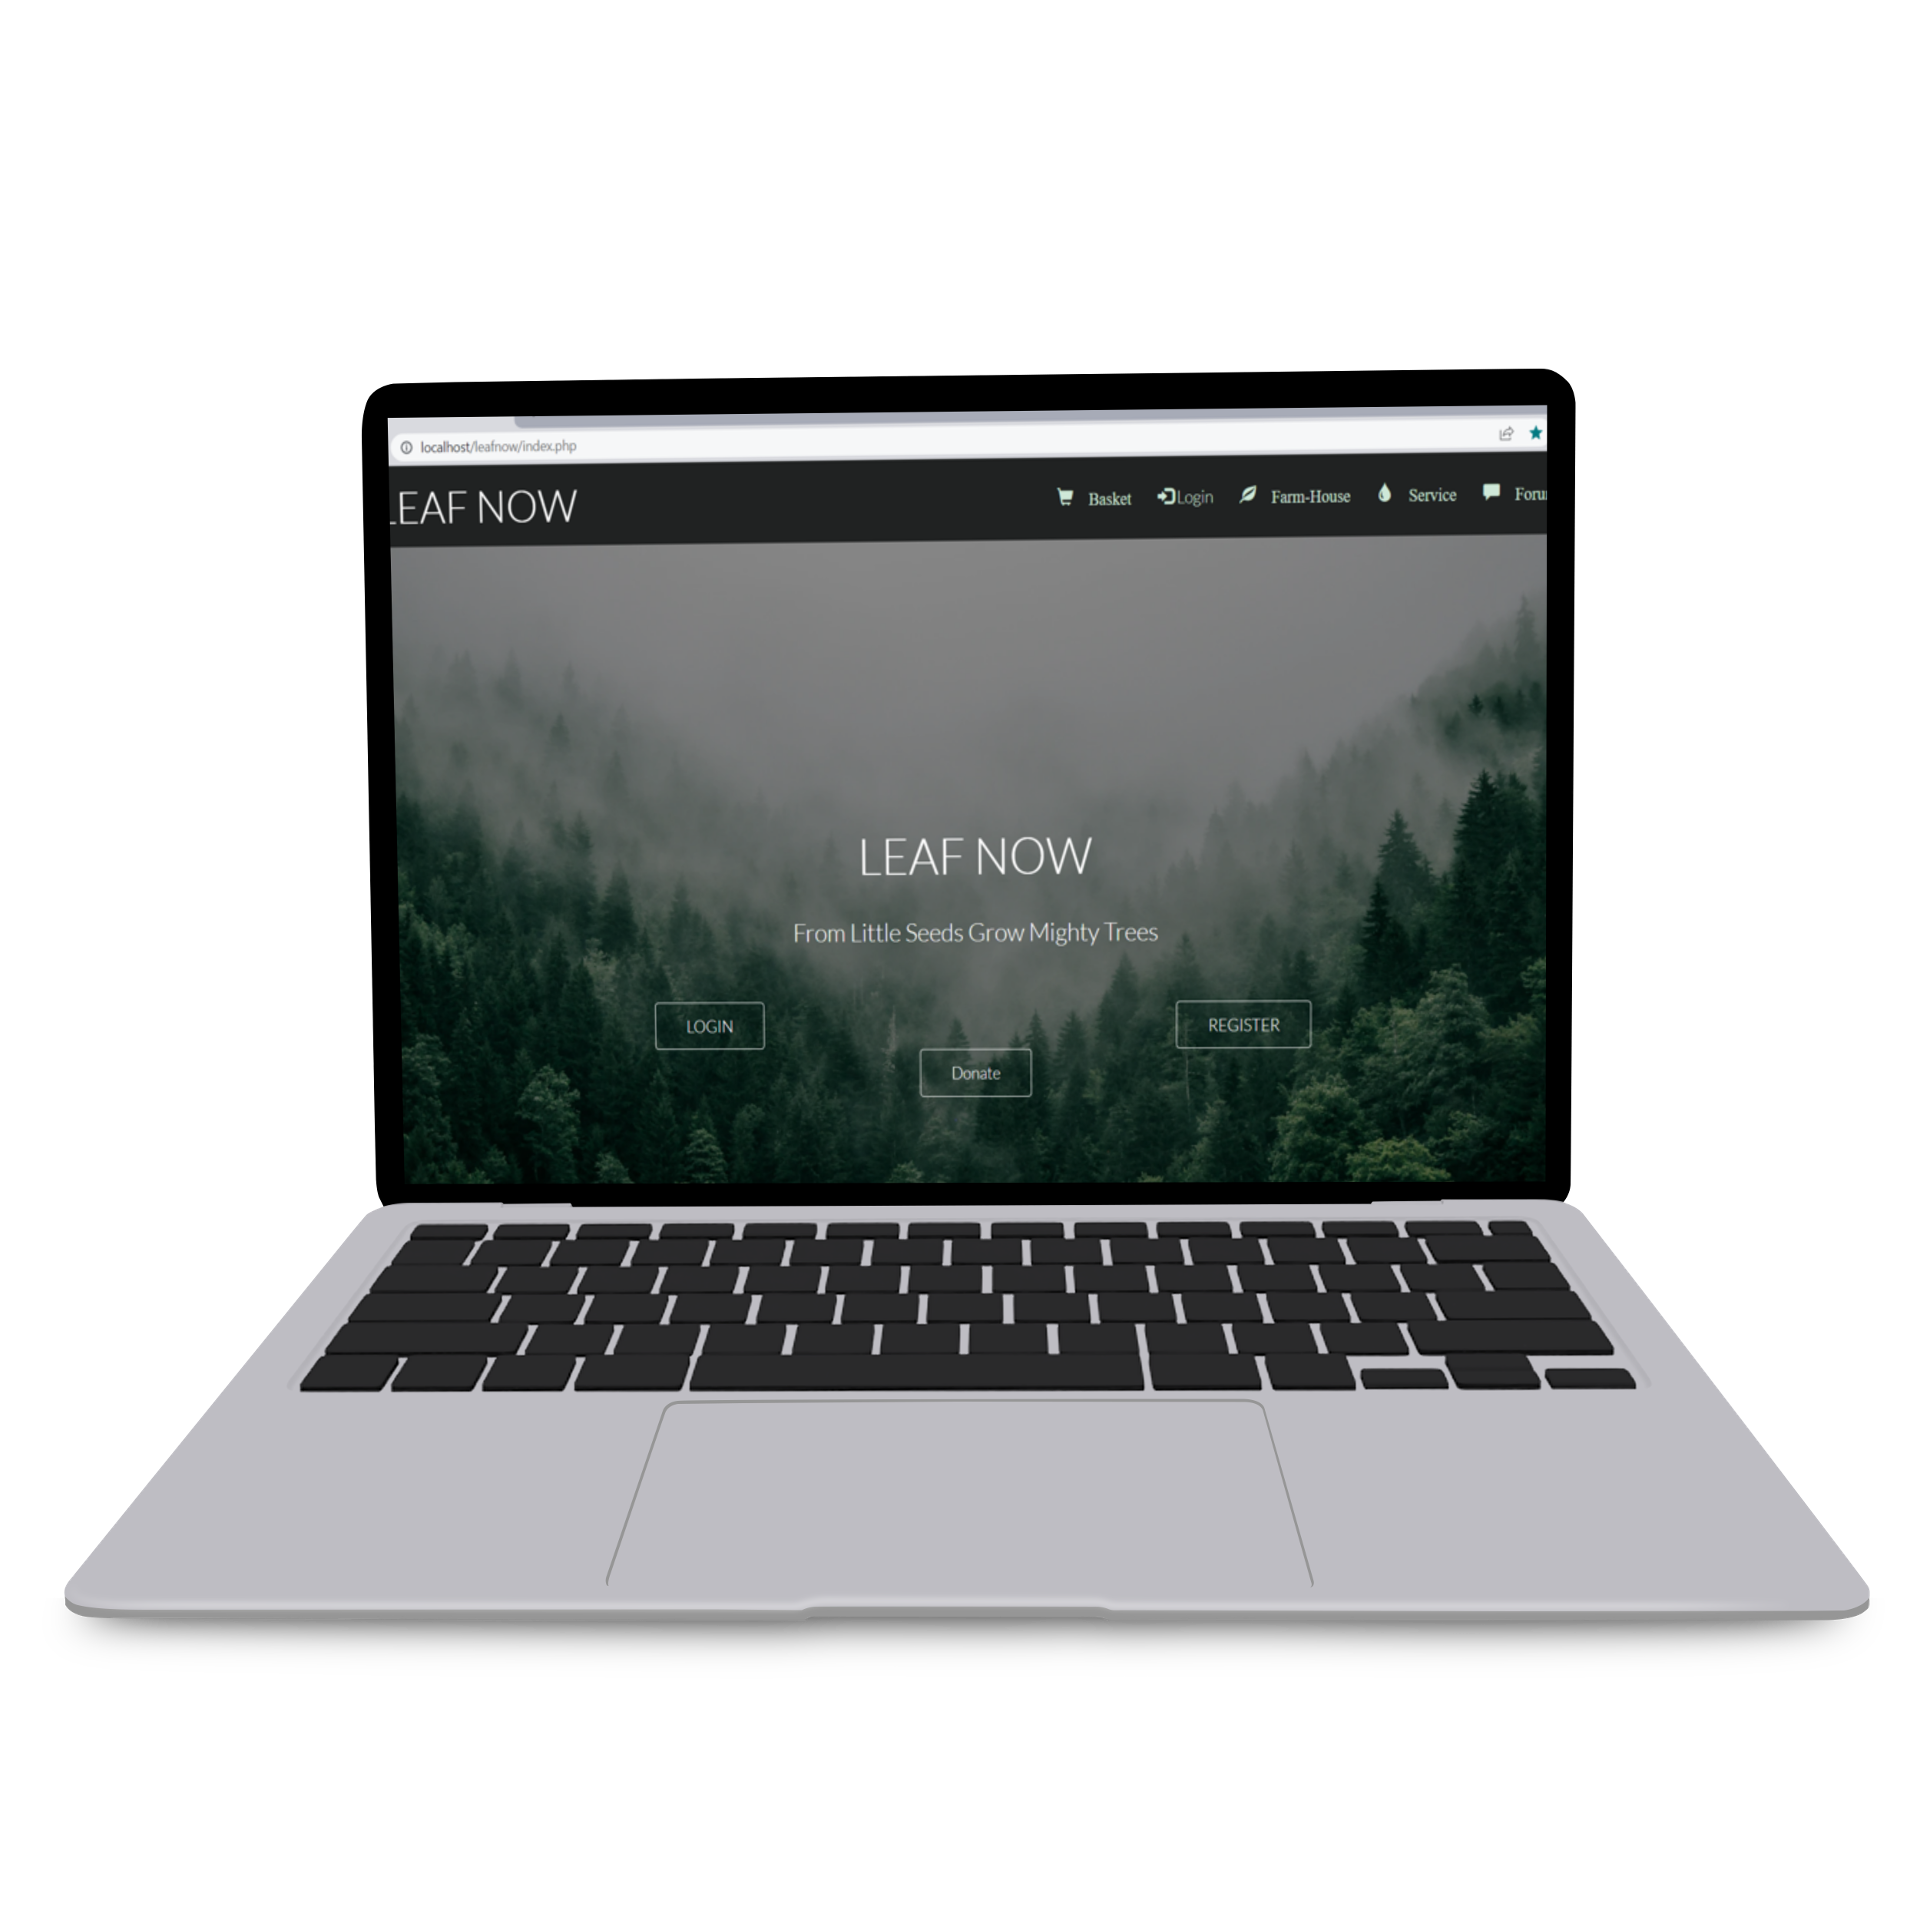 localhost/leafnow/index.php
LEAF NOW
Basket Login Farm-House Service Foru
LEAF NOW
From Little Seeds Grow Mighty Trees
LOGIN
REGISTER
Donate